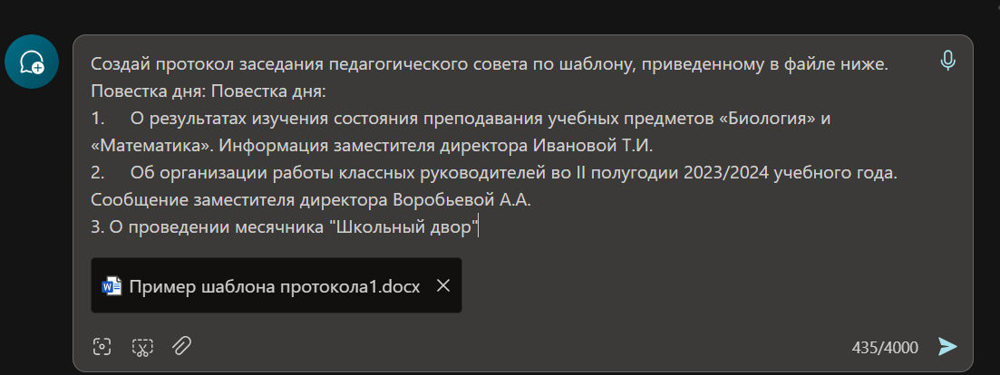 Создай протокол заседания педагогического совета по шаблону, приведенному в файле ниже.
Повестка дня: Повестка дня:
1. О результатах изучения состояния преподавания учебных предметов «Биология» и
«Математика». Информация заместителя директора Ивановой Т.И.
2. Об организации работы классных руководителей во II полугодии 2023/2024 учебного года.
Сообщение заместителя директора Воробьевой А.А.
3. О проведении месячника "Школьный двор"
Пример шаблона протокола1.docx
435/4000